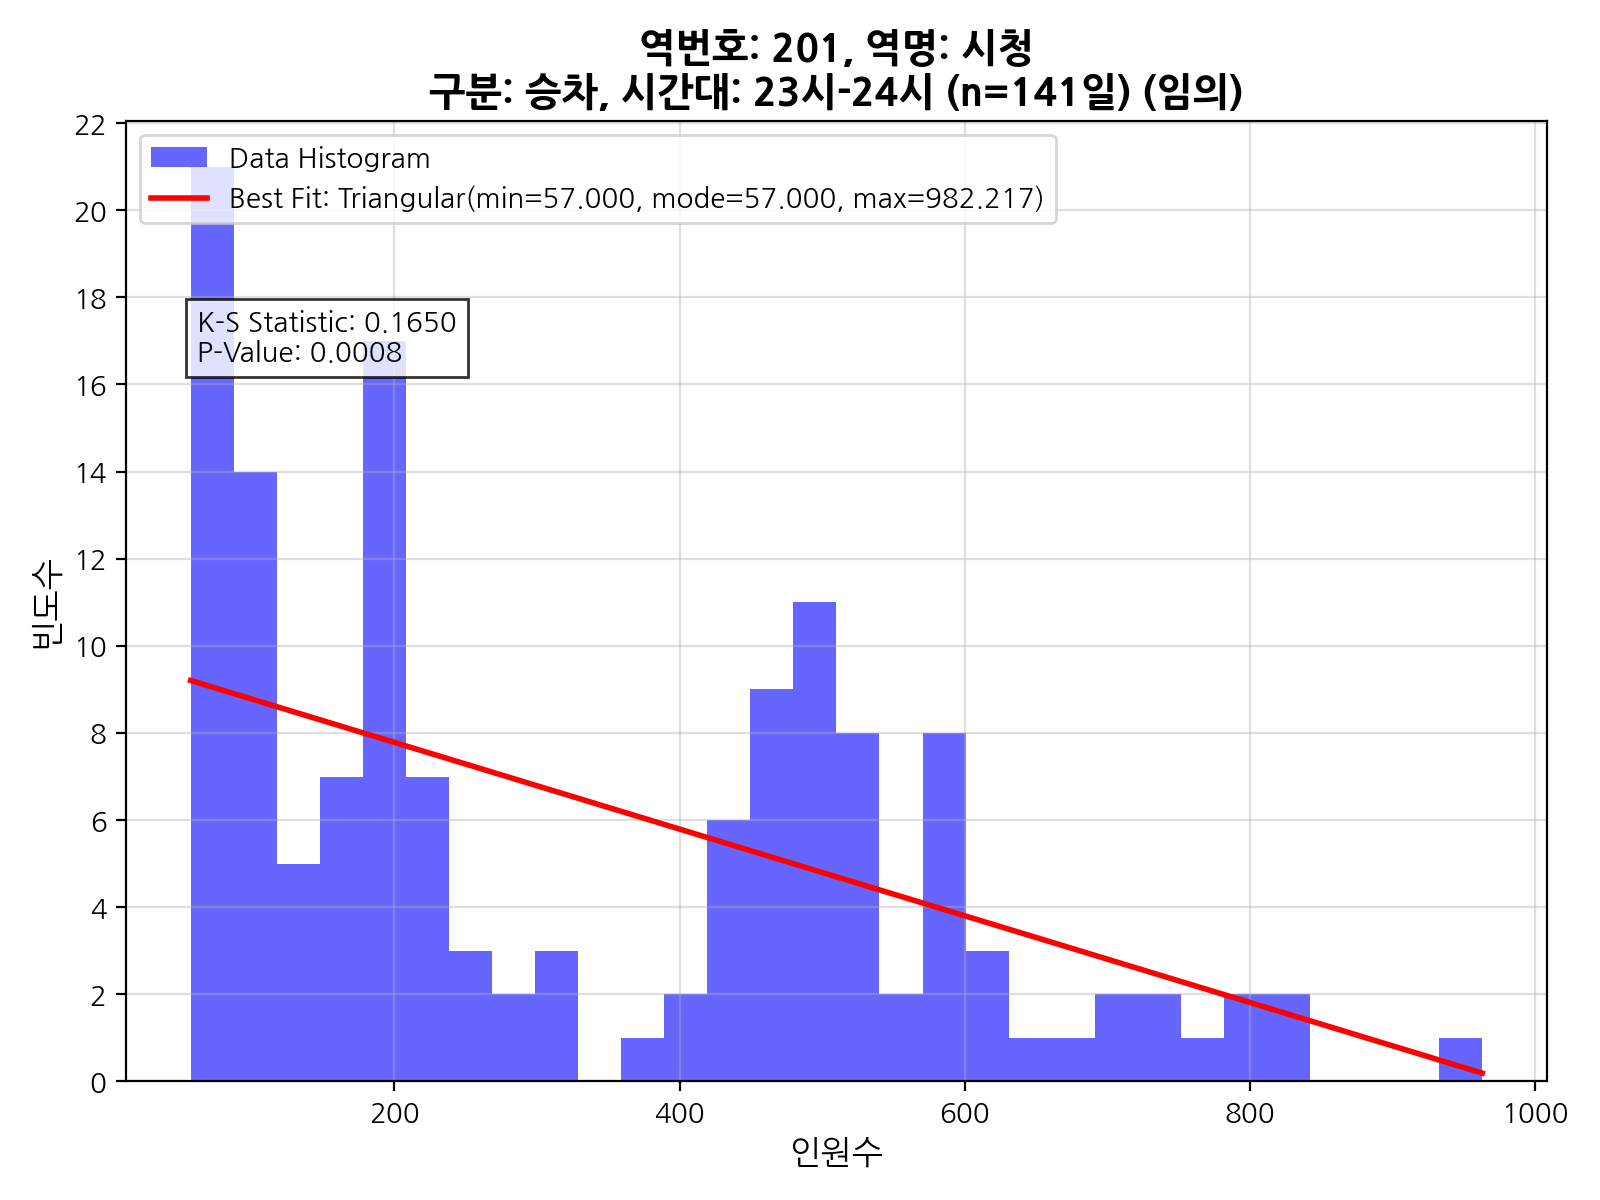 역번호: 201, 역명: 시청
구분: 승차, 시간대: 23시-24시 (n=141일) (임의)
Data Histogram
Best Fit: Triangular(min=57.000, mode=57.000, max=982.217)
K-S Statistic: 0.1650
P-Value: 0.0008
빈도수
22
20
18
16
14
12
10
8
6
4
2
0
200
400
600
800
1000
인원수